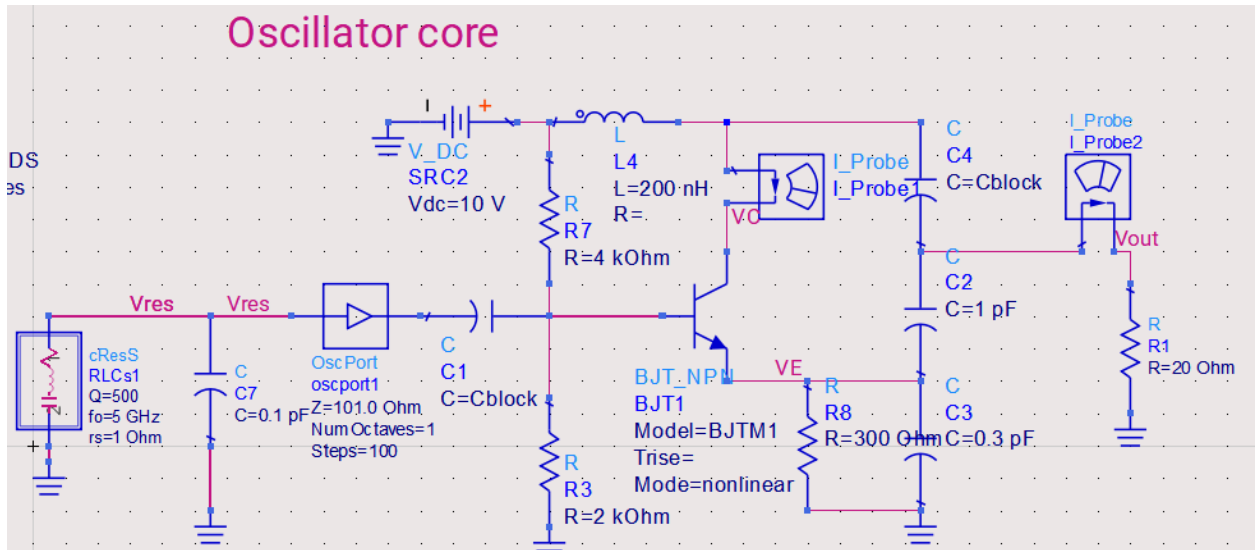 Oscillator core
DS
es
V_DC
SRC2
Vdc=10 V
L
L4
L=200 nH
R=
R
R7
R=4 kOhm
I_Probe
I_Probe1
VC
C
C4
C=Cblock
I_Probe
I_Probe2
Vout
C
C2
C=1 pF
R
R1
R=20 Ohm
Vres
Vres
cResS
RLCs1
Q=500
fo=5 GHz
rs=1 Ohm
C
C7
C=0.1 pF
OscPort
oscport1
Z=101.0 Ohm
NumOctaves=1
Steps=100
C
C1
C=Cblock
R
R3
R=2 kOhm
BJT_NPN
BJT1
Model=BJTM1
Trise=
Mode=nonlinear
VE
R
R8
R=300 Ohm
C
C3
C=0.3 pF